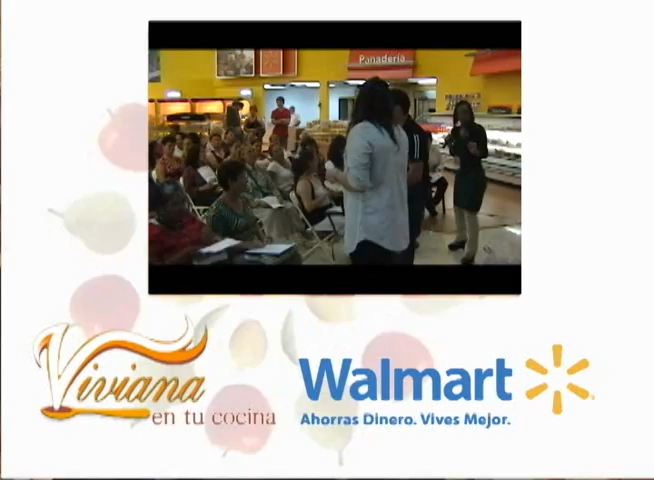 Panadería
Viviana
en tu cocina
Walmart
Ahorras Dinero. Vives Mejor.